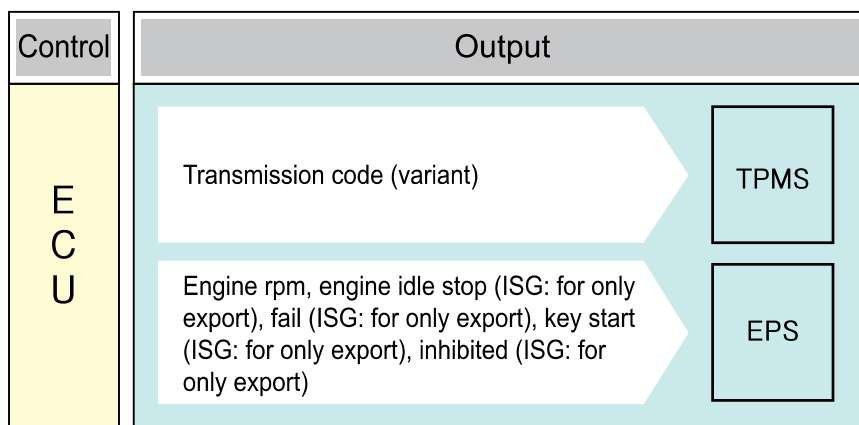 Control
Output
E
C
U
Transmission code (variant)
TPMS
Engine rpm, engine idle stop (ISG: for only
export), fail (ISG: for only export), key start
(ISG: for only export), inhibited (ISG: for
only export)
EPS